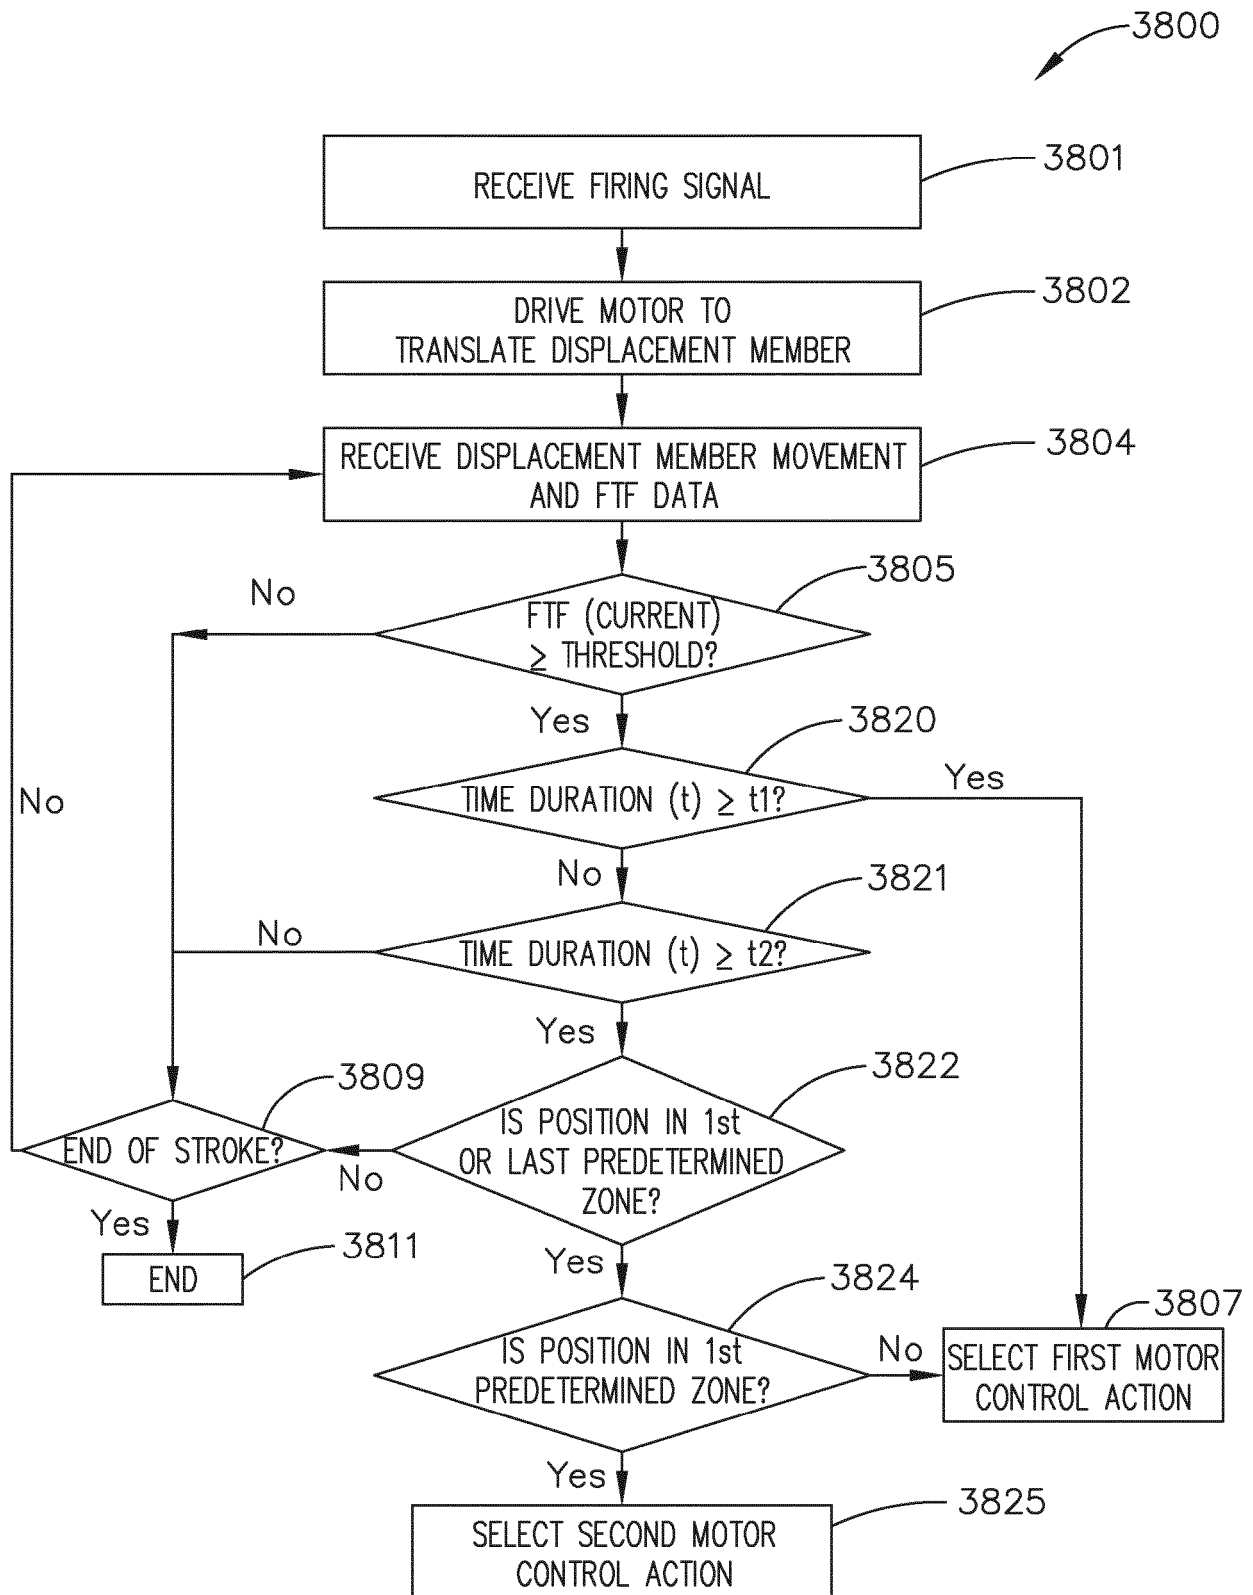 3800
RECEIVE FIRING SIGNAL
3801
DRIVE MOTOR TO
TRANSLATE DISPLACEMENT MEMBER
3802
RECEIVE DISPLACEMENT MEMBER MOVEMENT
AND FTF DATA
3804
FTF (CURRENT)
≥ THRESHOLD?
3805
No
Yes
TIME DURATION (t) ≥ t1?
3820
Yes
No
No
TIME DURATION (t) ≥ t2?
3821
No
Yes
IS POSITION IN 1st
OR LAST PREDETERMINED
ZONE?
3822
No
END OF STROKE?
3809
Yes
END
3811
Yes
IS POSITION IN 1st
PREDETERMINED ZONE?
3824
No
SELECT FIRST MOTOR
CONTROL ACTION
3807
Yes
SELECT SECOND MOTOR
CONTROL ACTION
3825